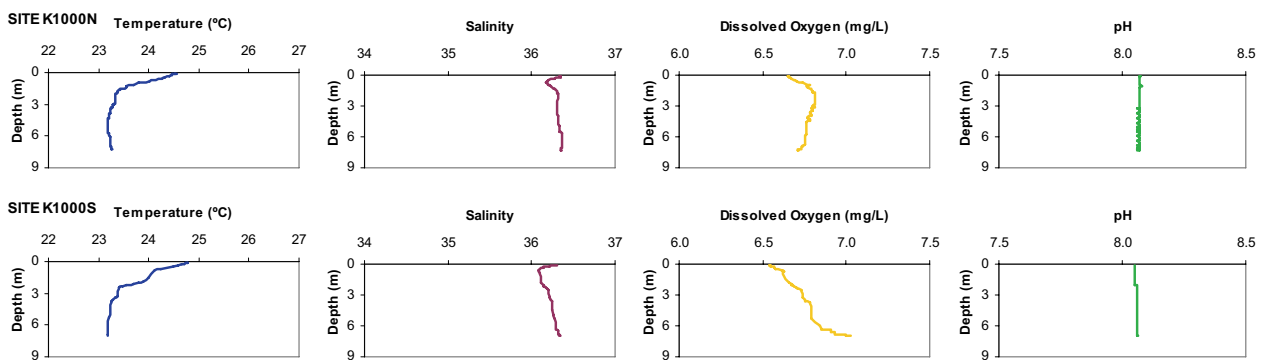 SITE K1000N Temperature (ºC) Salinity Dissolved Oxygen (mg/L) pH
22 23 24 25 26 27 34 35 36 37 6.0 6.5 7.0 7.5 7.5 8.0 8.5
0 0 0 0
3 3 3 3
6 6 6 6
9 9 9 9
Depth (m) Depth (m) Depth (m) Depth (m)
SITE K1000S Temperature (ºC) Salinity Dissolved Oxygen (mg/L) pH
22 23 24 25 26 27 34 35 36 37 6.0 6.5 7.0 7.5 7.5 8.0 8.5
0 0 0 0
3 3 3 3
6 6 6 6
9 9 9 9
Depth (m) Depth (m) Depth (m) Depth (m)